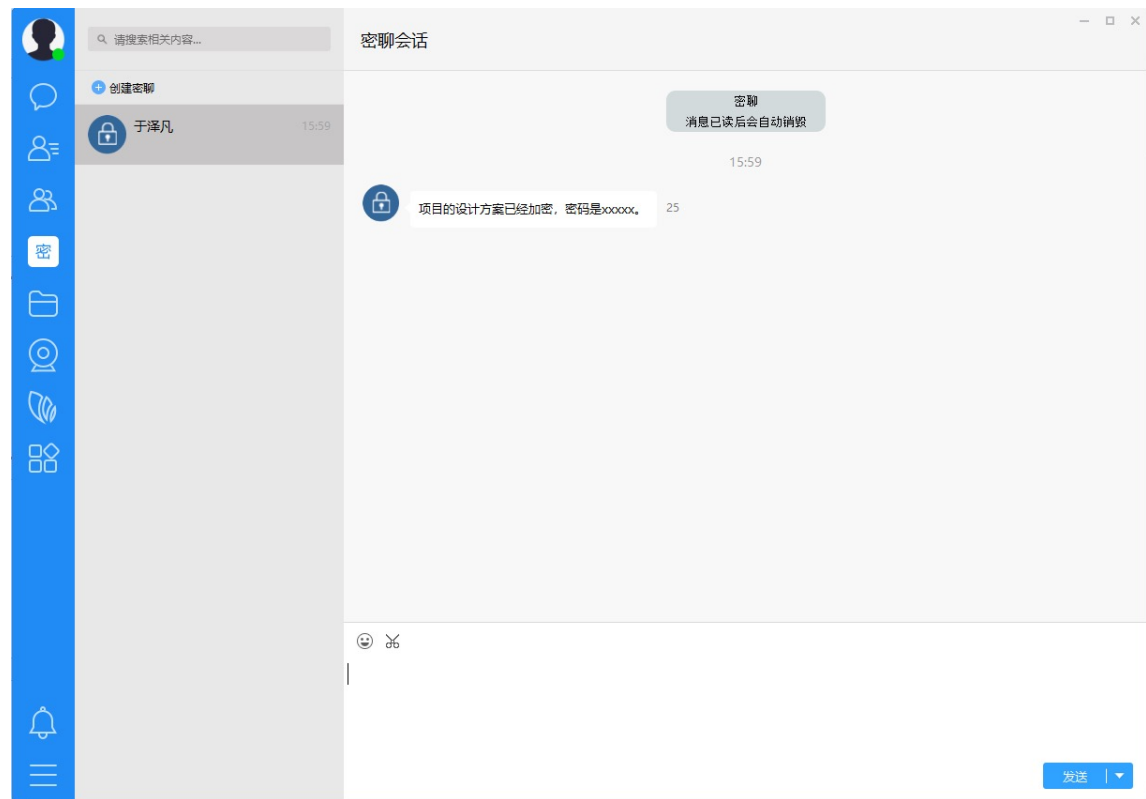 请搜索相关内容...
密聊会话
创建密聊
于泽凡 15:59
密聊
消息已读后会自动销毁
15:59
项目的设计方案已经加密，密码是xxxxx。 25
密
发送